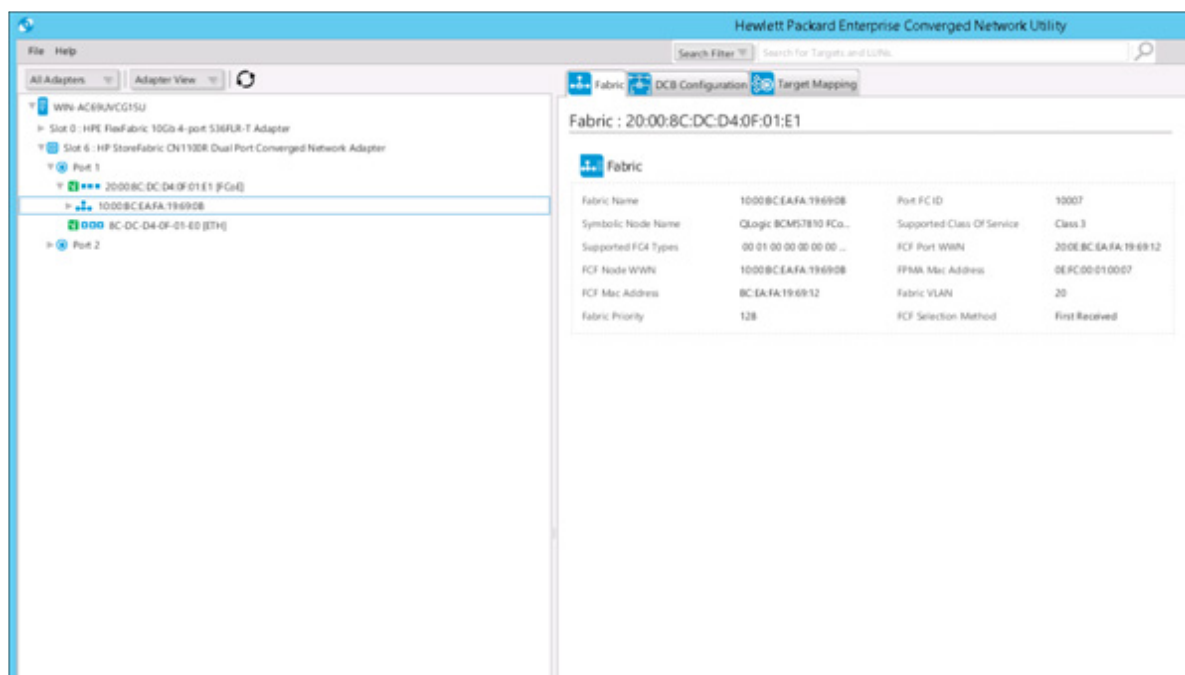 Hewlett Packard Enterprise Converged Network Utility
File Help
Search Filter Search for Targets and LUNs.
All Adapters Adapter View
Fabric DCB Configuration Target Mapping
WIN-AC69UVCG1SU
Slot 0 : HPE FlexFabric 10Gb 4-port 536FLR-T Adapter
Slot 6 : HP StoreFabric CN1100R Dual Port Converged Network Adapter
Port 1
20:00:8C:DC:D4:0F:01:E1 [FCoE]
10:00:BC:EA:FA:19:69:0B
8C-DC-D4-0F-01-E0 [ETH]
Port 2
Fabric : 20:00:8C:DC:D4:0F:01:E1
Fabric
Fabric Name 10:00:BC:EA:FA:19:69:0B Port FC ID 10007
Symbolic Node Name QLogic BCM57810 FCo... Supported Class Of Service Class 3
Supported FC4 Types 00 01 00 00 00 00 00 ... FCF Port WWN 20:0E:BC:EA:FA:19:69:12
FCF Node WWN 10:00:BC:EA:FA:19:69:0B FPMA Mac Address 0E:FC:00:01:00:07
FCF Mac Address BC:EA:FA:19:69:12 Fabric VLAN 20
Fabric Priority 128 FCF Selection Method First Received